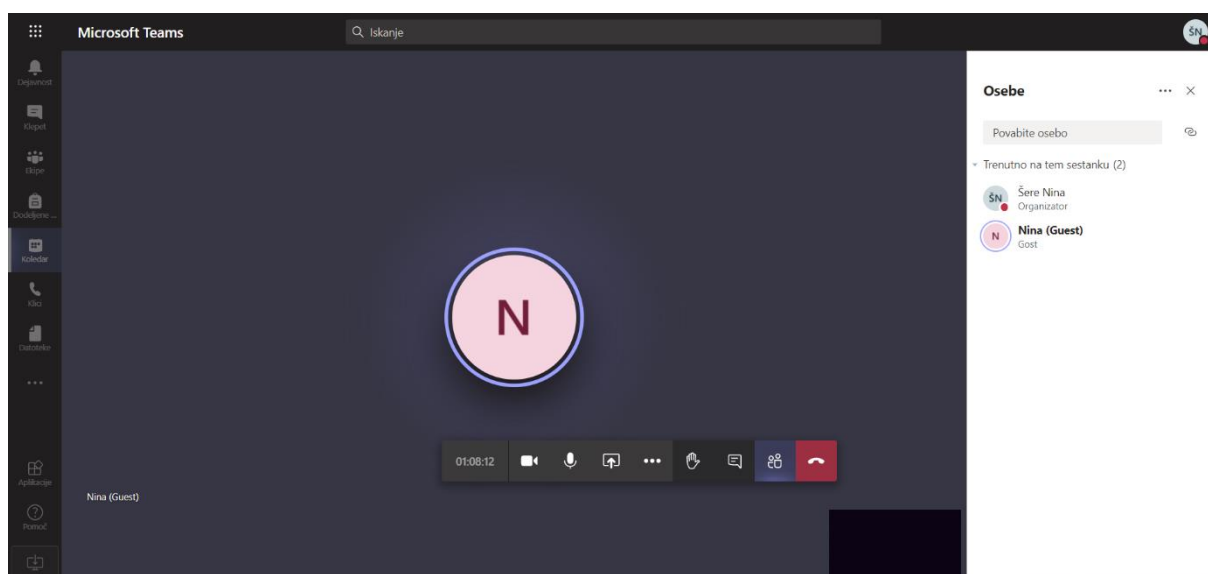 Microsoft Teams
Iskanje
ŠN
Dejavnost
Klepet
Ekipe
Dodeljene ...
Koledar
Klici
Datoteke
Aplikacije
Pomoč
N
01:08:12
Nina (Guest)
Osebe
Povabite osebo
Trenutno na tem sestanku (2)
ŠN
Šere Nina
Organizator
N
Nina (Guest)
Gost